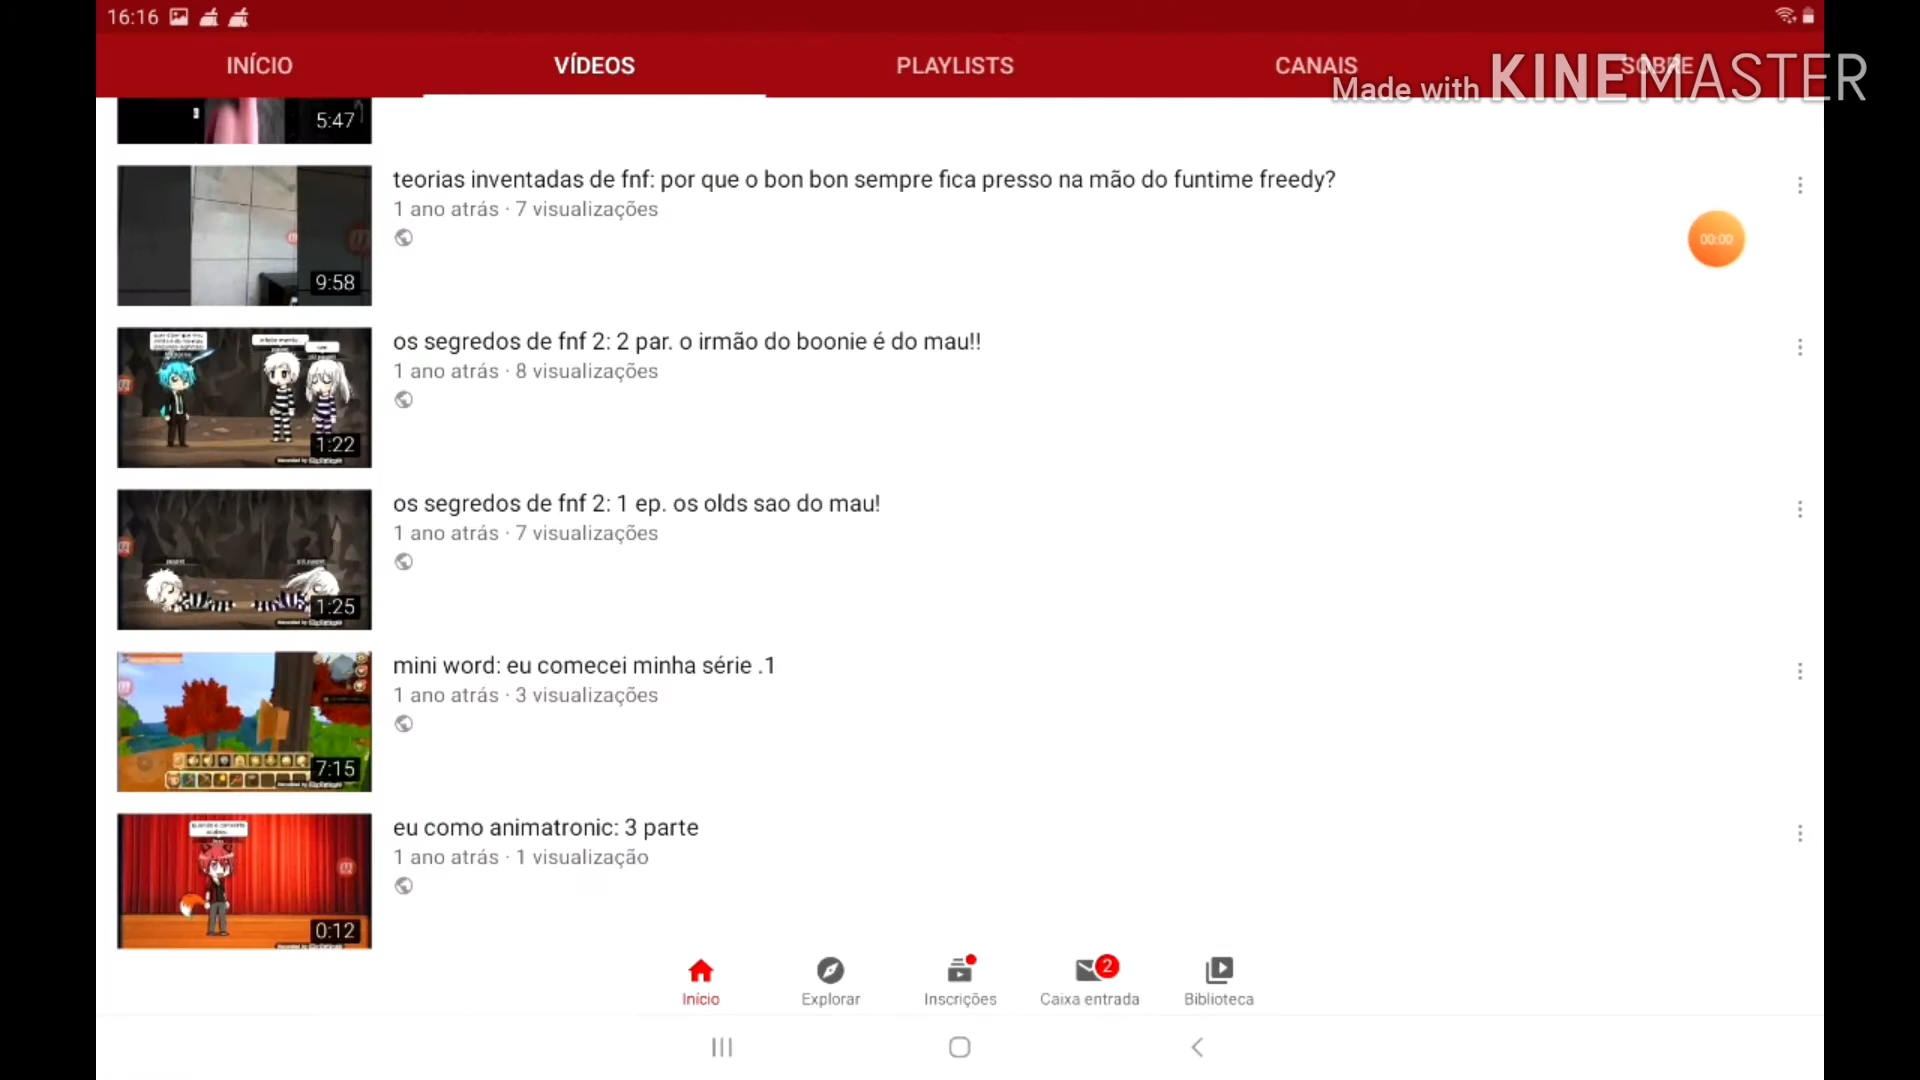 16:16
INÍCIO
VÍDEOS
PLAYLISTS
CANAIS
SOBRE
Made with KINEMASTER
5:47
teorias inventadas de fnf: por que o bon bon sempre fica presso na mão do funtime freedy?
1 ano atrás · 7 visualizações
00:00
9:58
os segredos de fnf 2: 2 par. o irmão do boonie é do mau!!
1 ano atrás · 8 visualizações
1:22
os segredos de fnf 2: 1 ep. os olds sao do mau!
1 ano atrás · 7 visualizações
1:25
mini word: eu comecei minha série .1
1 ano atrás · 3 visualizações
7:15
eu como animatronic: 3 parte
1 ano atrás · 1 visualização
0:12
2
Início
Explorar
Inscrições
Caixa entrada
Biblioteca